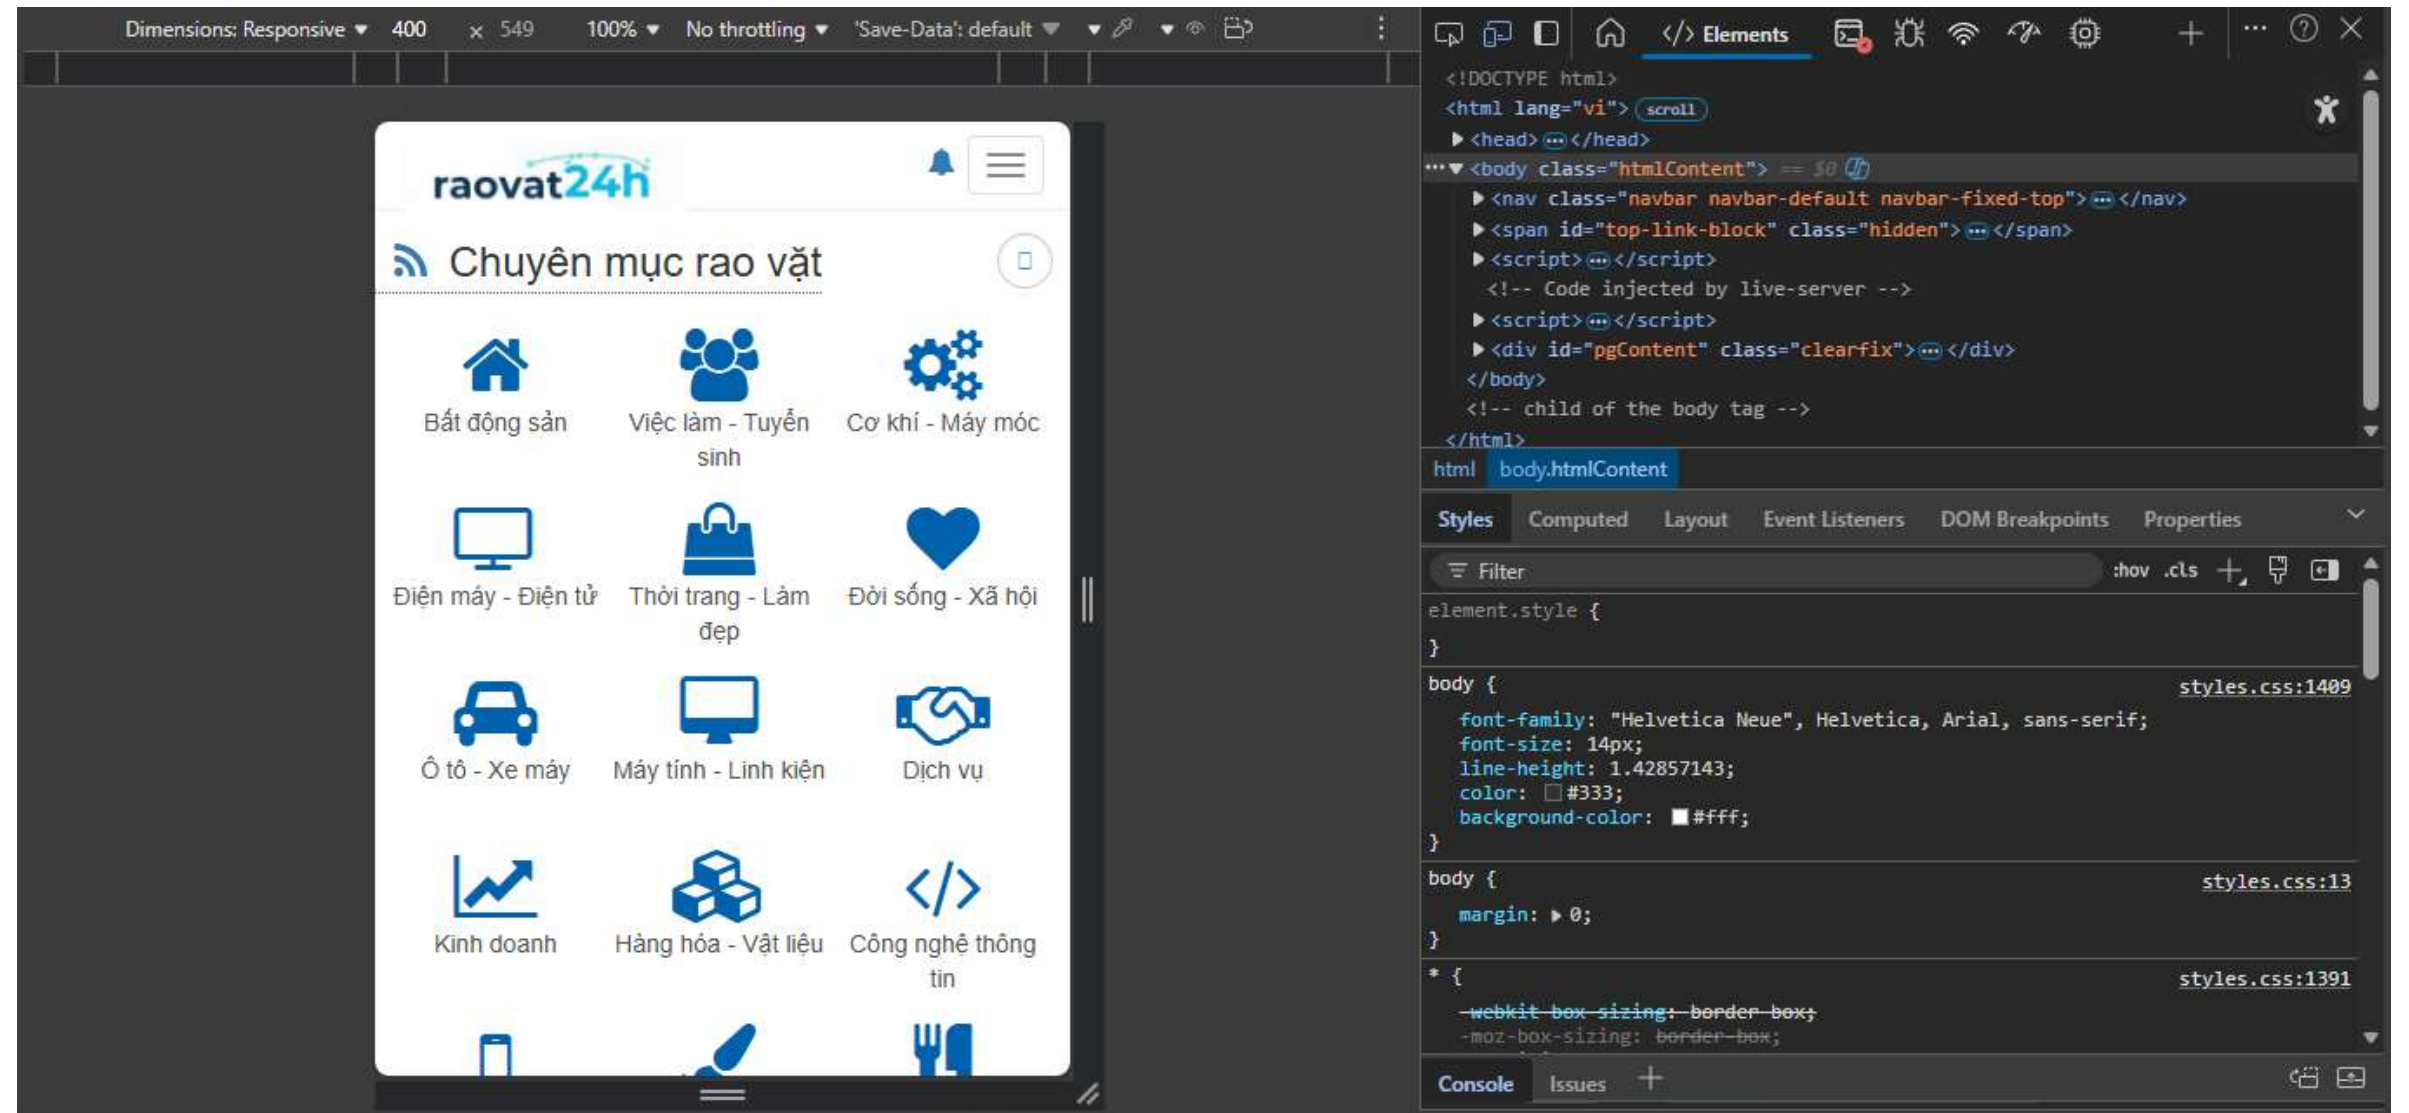 Dimensions: Responsive 400 x 549 100% No throttling 'Save-Data': default
raovat24h
Chuyên mục rao vặt
Bất động sản
Việc làm - Tuyển
sinh
Cơ khí - Máy móc
Điện máy - Điện tử
Thời trang - Làm
đẹp
Đời sống - Xã hội
Ô tô - Xe máy
Máy tính - Linh kiện
Dịch vụ
Kinh doanh
Hàng hóa - Vật liệu
Công nghệ thông
tin
</> Elements
<!DOCTYPE html>
<html lang="vi"> scroll
<head> ... </head>
... <body class="htmlContent"> == $0
<nav class="navbar navbar-default navbar-fixed-top"> ... </nav>
<span id="top-link-block" class="hidden"> ... </span>
<script> ... </script>
<!-- Code injected by live-server -->
<script> ... </script>
<div id="pgContent" class="clearfix"> ... </div>
</body>
<!-- child of the body tag -->
</html>
html body.htmlContent
Styles Computed Layout Event Listeners DOM Breakpoints Properties
Filter :hov .cls
element.style {
}
body { styles.css:1409
font-family: "Helvetica Neue", Helvetica, Arial, sans-serif;
font-size: 14px;
line-height: 1.42857143;
color: #333;
background-color: #fff;
}
body { styles.css:13
margin: 0;
}
* { styles.css:1391
-webkit-box-sizing: border-box;
-moz-box-sizing: border-box;
Console Issues